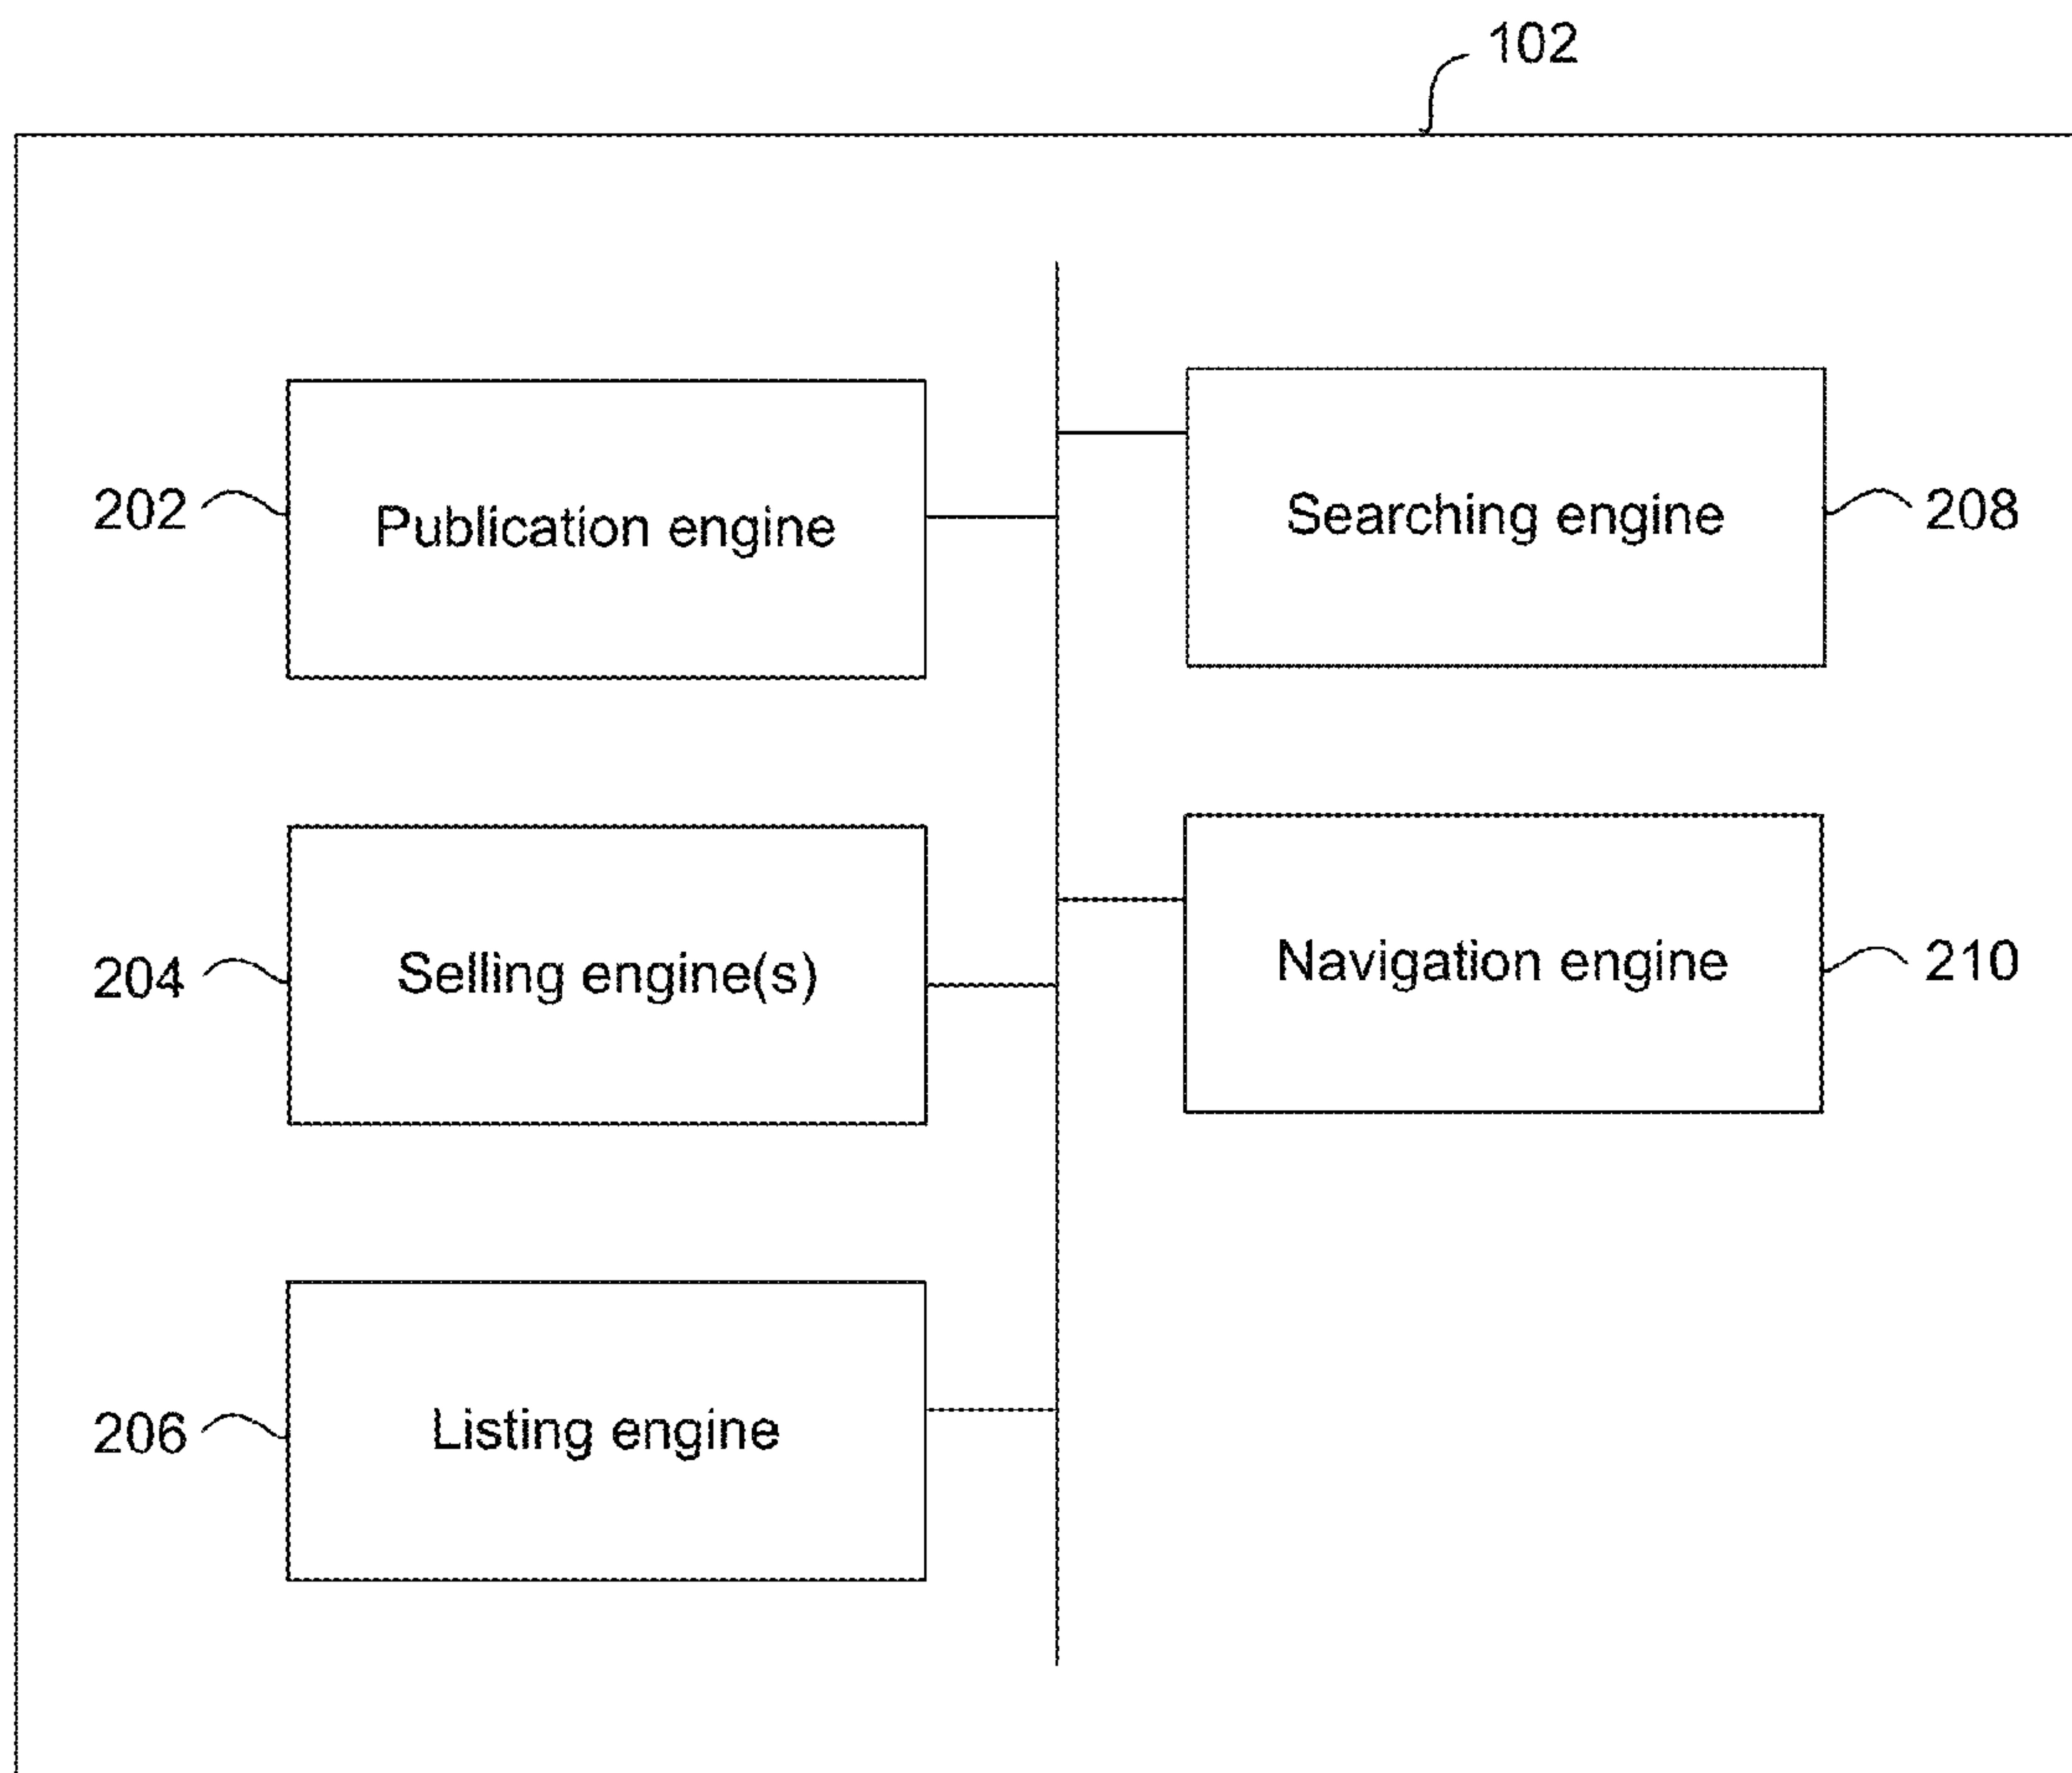 102
202
Publication engine
Searching engine
208
204
Selling engine(s)
Navigation engine
210
206
Listing engine